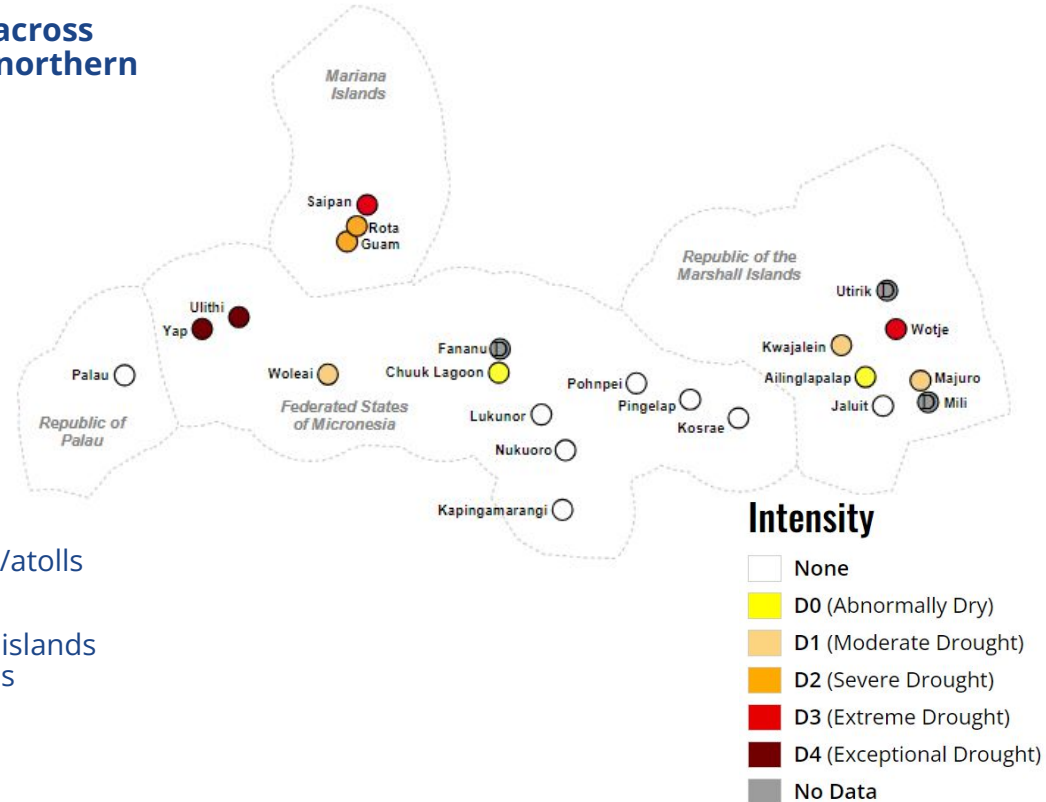 across
northern
Mariana
Islands
Saipan
Rota
Guam
Republic of the
Marshall Islands
Utirik D
Ulithi
Yap
Wotje
Fananu D
Kwajalein
Palau
Woleai
Chuuk Lagoon
Pohnpei
Ailinglapalap
Majuro
Pingelap
Jaluit
D Mili
Federated States
of Micronesia
Lukunor
Kosrae
Republic of
Palau
Nukuoro
Kapingamarangi
/atolls
islands
s
Intensity
None
D0 (Abnormally Dry)
D1 (Moderate Drought)
D2 (Severe Drought)
D3 (Extreme Drought)
D4 (Exceptional Drought)
No Data